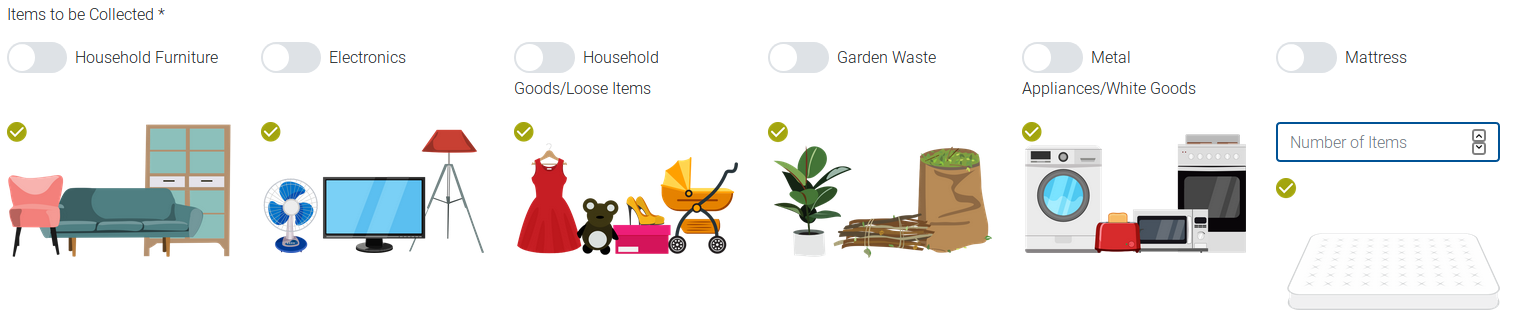 Items to be Collected *
Household Furniture
Electronics
Household
Goods/Loose Items
Garden Waste
Metal
Appliances/White Goods
Mattress
Number of Items